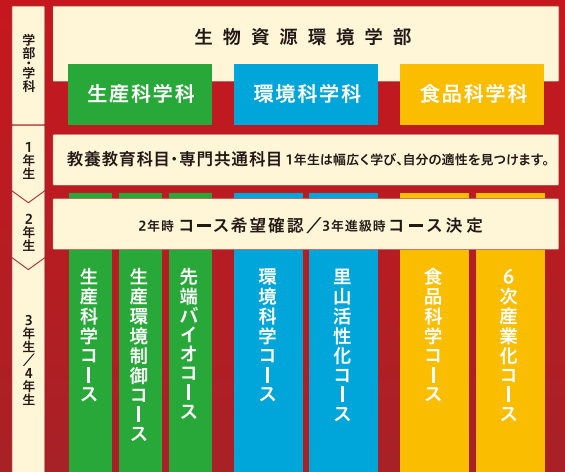 学部・学科
生物資源環境学部
生産科学科
環境科学科
食品科学科
1年生
教養教育科目・専門共通科目 1年生は幅広く学び、自分の適性を見つけます。
2年生
2年時 コース希望確認／3年進級時 コース決定
3年生／4年生
生産科学コース
生産環境制御コース
先端バイオコース
環境科学コース
里山活性化コース
食品科学コース
6次産業化コース